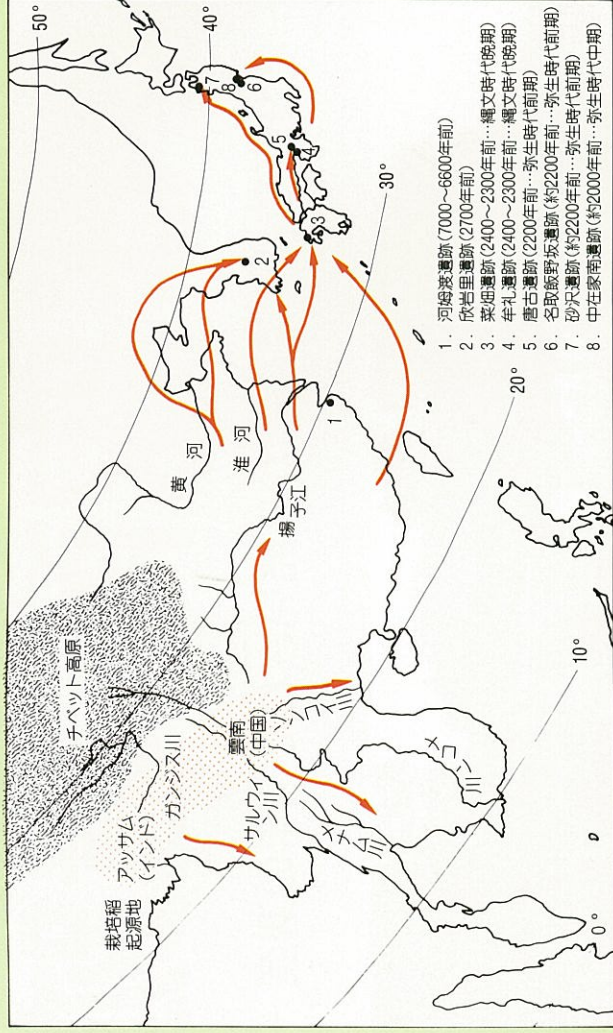 50°
40°
30°
20°
10°
0°
チベット高原
黄河
淮河
揚子江
雲南
(中国)
ソンコイ川
メコン川
メナム川
サルウィン川
ガンジス川
アッサム
(インド)
栽培稲
起源地
1
2
3
4
5
6
7
8
1. 河姆渡遺跡(7000〜6600年前)
2. 欣岩里遺跡(2700年前)
3. 菜畑遺跡(2400〜2300年前…縄文時代晩期)
4. 牟礼遺跡(2400〜2300年前…縄文時代晩期)
5. 唐古遺跡(2200年前…弥生時代前期)
6. 名取飯野坂遺跡(約2200年前…弥生時代前期)
7. 砂沢遺跡(約2200年前…弥生時代前期)
8. 中在家南遺跡(約2000年前…弥生時代中期)